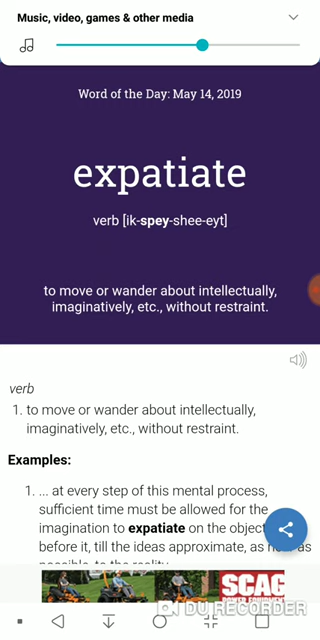 Music, video, games & other media
Word of the Day: May 14, 2019
expatiate
verb [ik-spey-shee-eyt]
to move or wander about intellectually,
imaginatively, etc., without restraint.
verb
1. to move or wander about intellectually,
imaginatively, etc., without restraint.
Examples:
1. ... at every step of this mental process,
sufficient time must be allowed for the
imagination to expatiate on the object
before it, till the ideas approximate, as as
SCAG
DU RECORDER